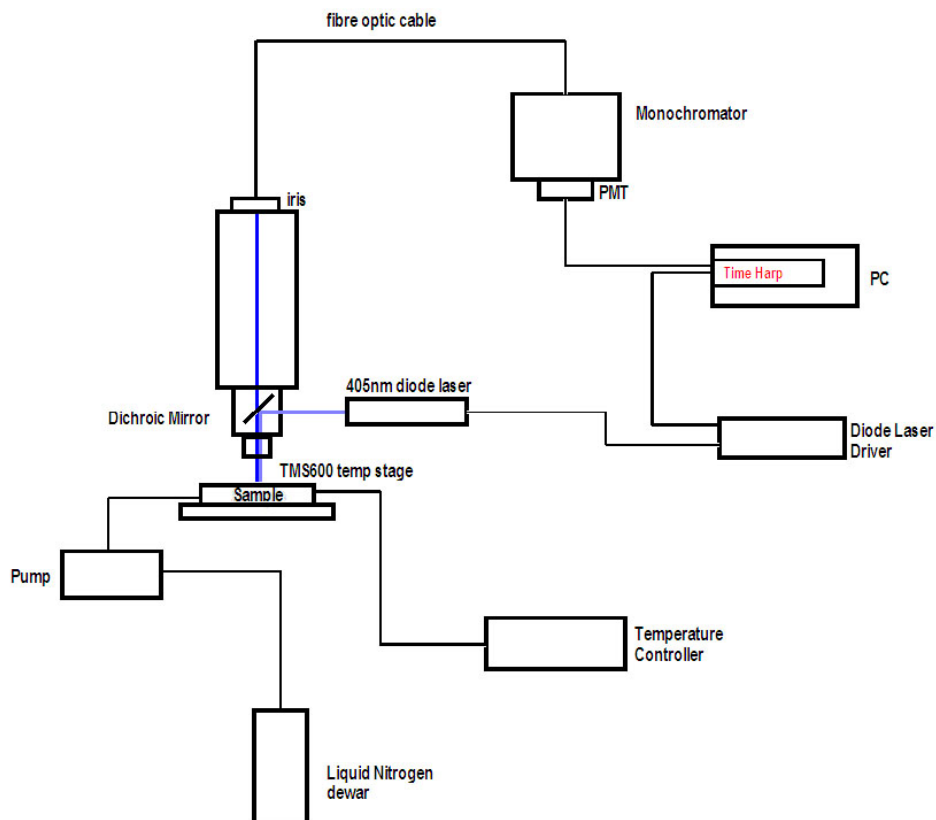 fibre optic cable
Monochromator
PMT
iris
Time Harp
PC
405nm diode laser
Dichroic Mirror
Diode Laser
Driver
TMS600 temp stage
Sample
Pump
Temperature
Controller
Liquid Nitrogen
dewar